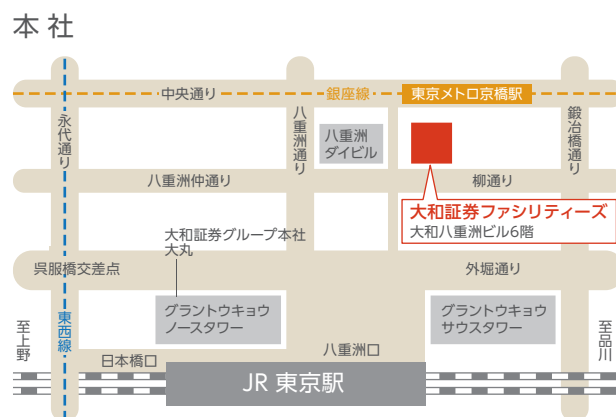 本社
中央通り
銀座線
東京メトロ京橋駅
永代通り
八重洲通り
八重洲
ダイビル
鍛冶橋通り
八重洲仲通り
柳通り
大和証券ファシリティーズ
大和八重洲ビル6階
大和証券グループ本社
大丸
呉服橋交差点
外堀通り
グラントウキョウ
ノースタワー
グラントウキョウ
サウスタワー
至上野
東西線
至品川
日本橋口
八重洲口
JR 東京駅